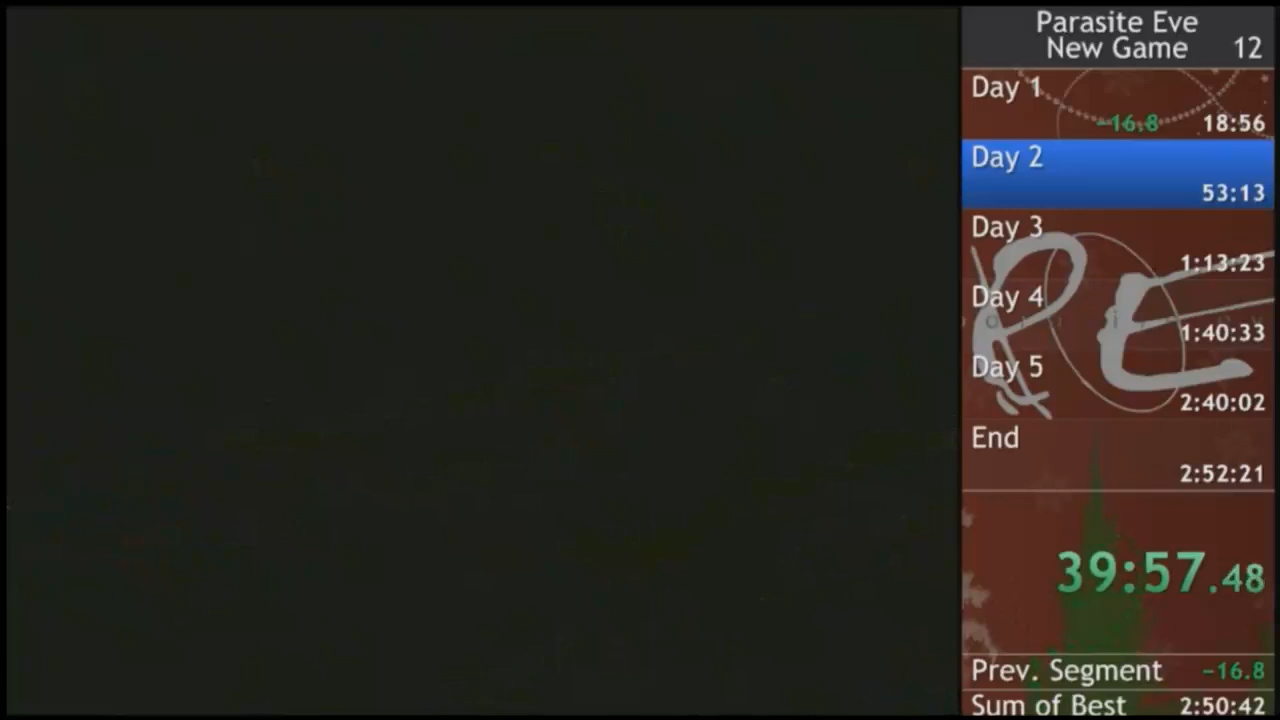 Parasite Eve
New Game 12
Day 1
-16.8 18:56
Day 2
53:13
Day 3
1:13:23
Day 4
1:40:33
Day 5
2:40:02
End
2:52:21
39:57.48
Prev. Segment -16.8
Sum of Best 2:50:42
PE